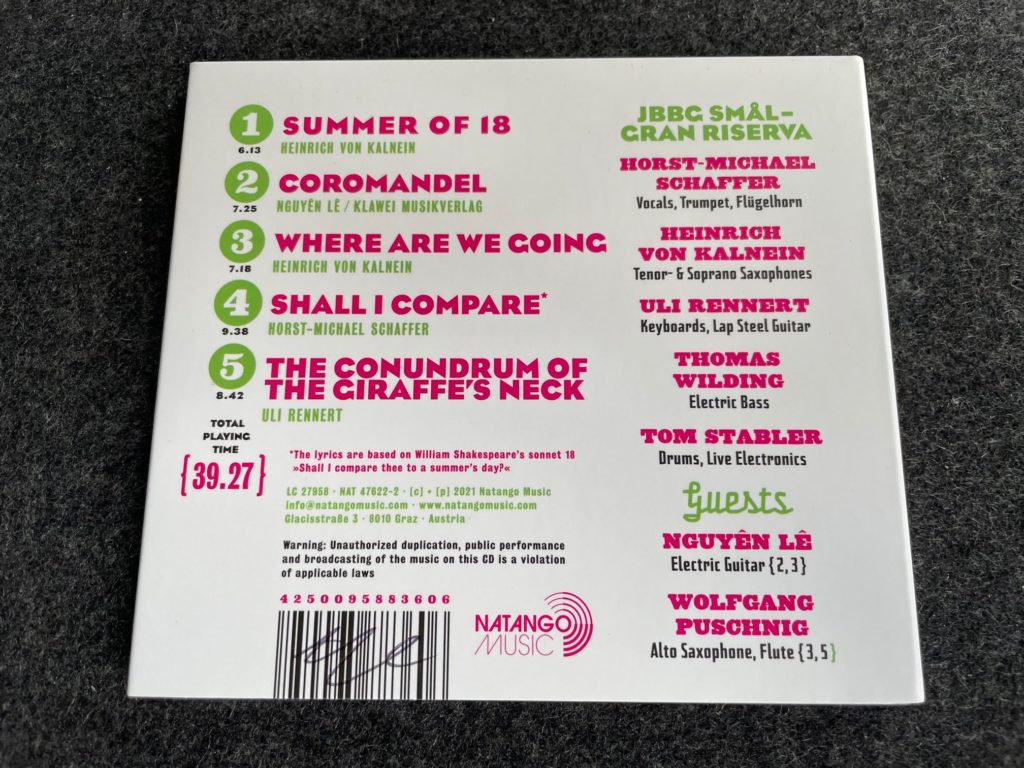 1 SUMMER OF 18
6.13 HEINRICH VON KALNEIN
2 COROMANDEL
7.25 NGUYÊN LÊ / KLAWEI MUSIKVERLAG
3 WHERE ARE WE GOING
7.18 HEINRICH VON KALNEIN
4 SHALL I COMPARE*
9.38 HORST-MICHAEL SCHAFFER
5 THE CONUNDRUM OF
THE GIRAFFE'S NECK
8.42
ULI RENNERT
TOTAL
PLAYING
TIME
{39.27}
*The lyrics are based on William Shakespeare's sonnet 18
»Shall I compare thee to a summer's day?«
LC 27958 · NAT 47622-2 · [c] + [p] 2021 Natango Music
info@natangomusic.com · www.natangomusic.com
Glacisstraße 3 · 8010 Graz · Austria
Warning: Unauthorized duplication, public performance
and broadcasting of the music on this CD is a violation
of applicable laws
4250095883606
NATANGO
MUSIC
JBBG SMÅL-
GRAN RISERVA
HORST-MICHAEL
SCHAFFER
Vocals, Trumpet, Flügelhorn
HEINRICH
VON KALNEIN
Tenor- & Soprano Saxophones
ULI RENNERT
Keyboards, Lap Steel Guitar
THOMAS
WILDING
Electric Bass
TOM STABLER
Drums, Live Electronics
Guests
NGUYÊN LÊ
Electric Guitar {2,3}
WOLFGANG
PUSCHNIG
Alto Saxophone, Flute {3,5}